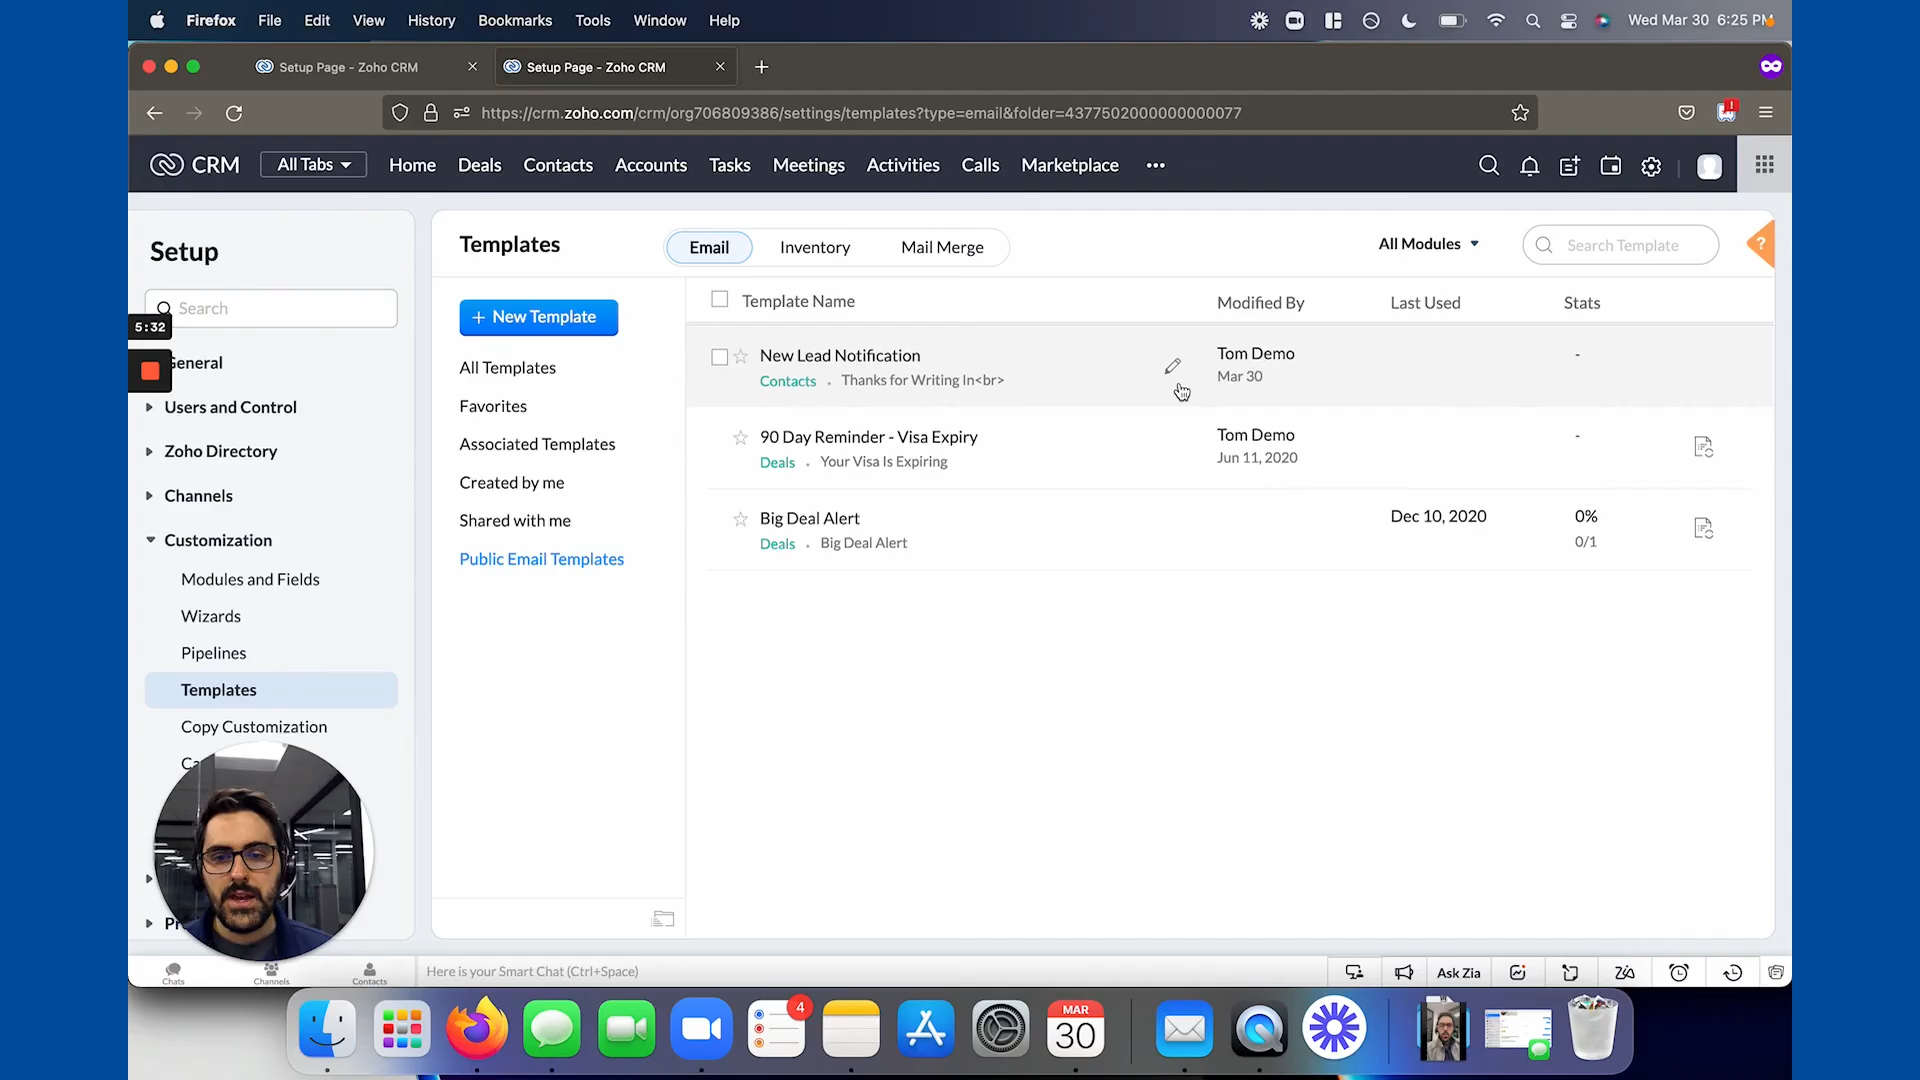 Firefox File Edit View History Bookmarks Tools Window Help Wed Mar 30 6:25 PM
Setup Page - Zoho CRM Setup Page - Zoho CRM
https://crm.zoho.com/crm/org706809386/settings/templates?type=email&folder=4377502000000000077
CRM All Tabs Home Deals Contacts Accounts Tasks Meetings Activities Calls Marketplace
Setup
Search
5:32
General
Users and Control
Zoho Directory
Channels
Customization
Modules and Fields
Wizards
Pipelines
Templates
Copy Customization
Templates
Email Inventory Mail Merge
All Modules
Search Template
?
+ New Template
All Templates
Favorites
Associated Templates
Created by me
Shared with me
Public Email Templates
Template Name Modified By Last Used Stats
New Lead Notification Tom Demo -
Contacts . Thanks for Writing In<br> Mar 30
90 Day Reminder - Visa Expiry Tom Demo -
Deals . Your Visa Is Expiring Jun 11, 2020
Big Deal Alert Dec 10, 2020 0%
Deals . Big Deal Alert 0/1
Chats Channels Contacts
Here is your Smart Chat (Ctrl+Space)
Ask Zia
4
MAR
30